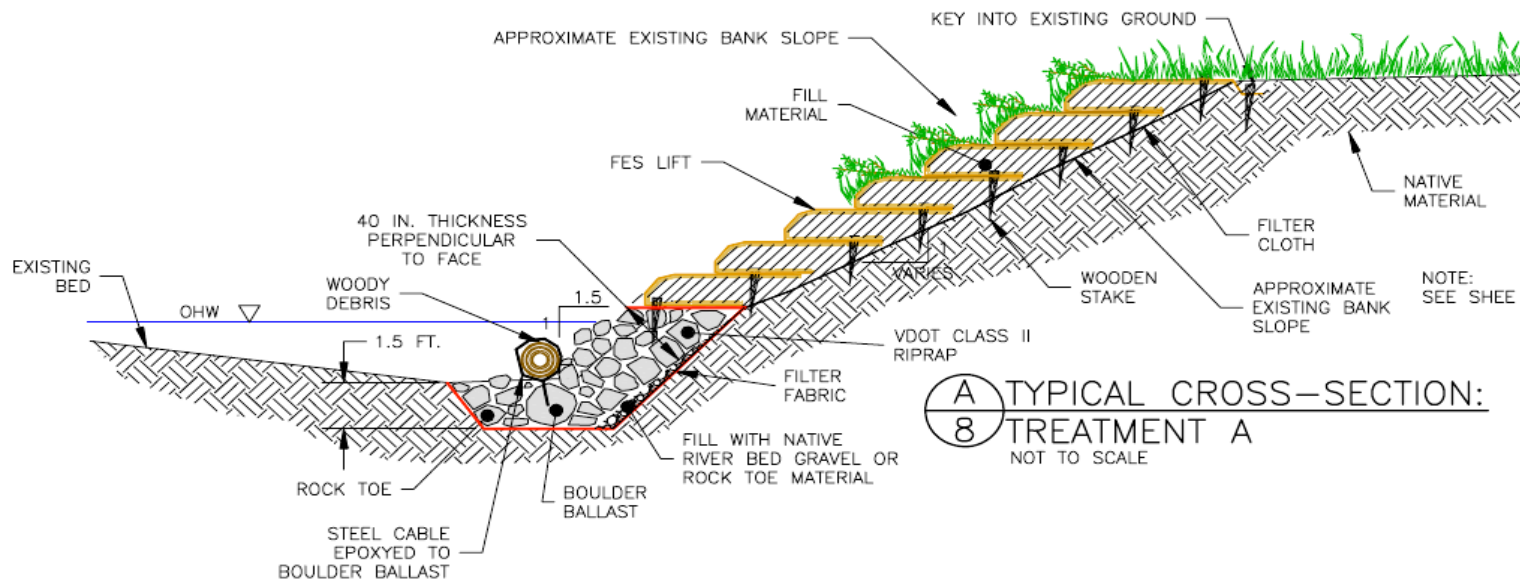 KEY INTO EXISTING GROUND
APPROXIMATE EXISTING BANK SLOPE
FILL
MATERIAL
FES LIFT
40 IN. THICKNESS
PERPENDICULAR
TO FACE
EXISTING
BED
WOODY
DEBRIS
OHW
1.5
1
1.5 FT.
1
VARIES
NATIVE
MATERIAL
FILTER
CLOTH
WOODEN
STAKE
APPROXIMATE
EXISTING BANK
SLOPE
NOTE:
SEE SHEE
VDOT CLASS II
RIPRAP
FILTER
FABRIC
A
8
TYPICAL CROSS-SECTION:
TREATMENT A
NOT TO SCALE
FILL WITH NATIVE
RIVER BED GRAVEL OR
ROCK TOE MATERIAL
ROCK TOE
BOULDER
BALLAST
STEEL CABLE
EPOXYED TO
BOULDER BALLAST